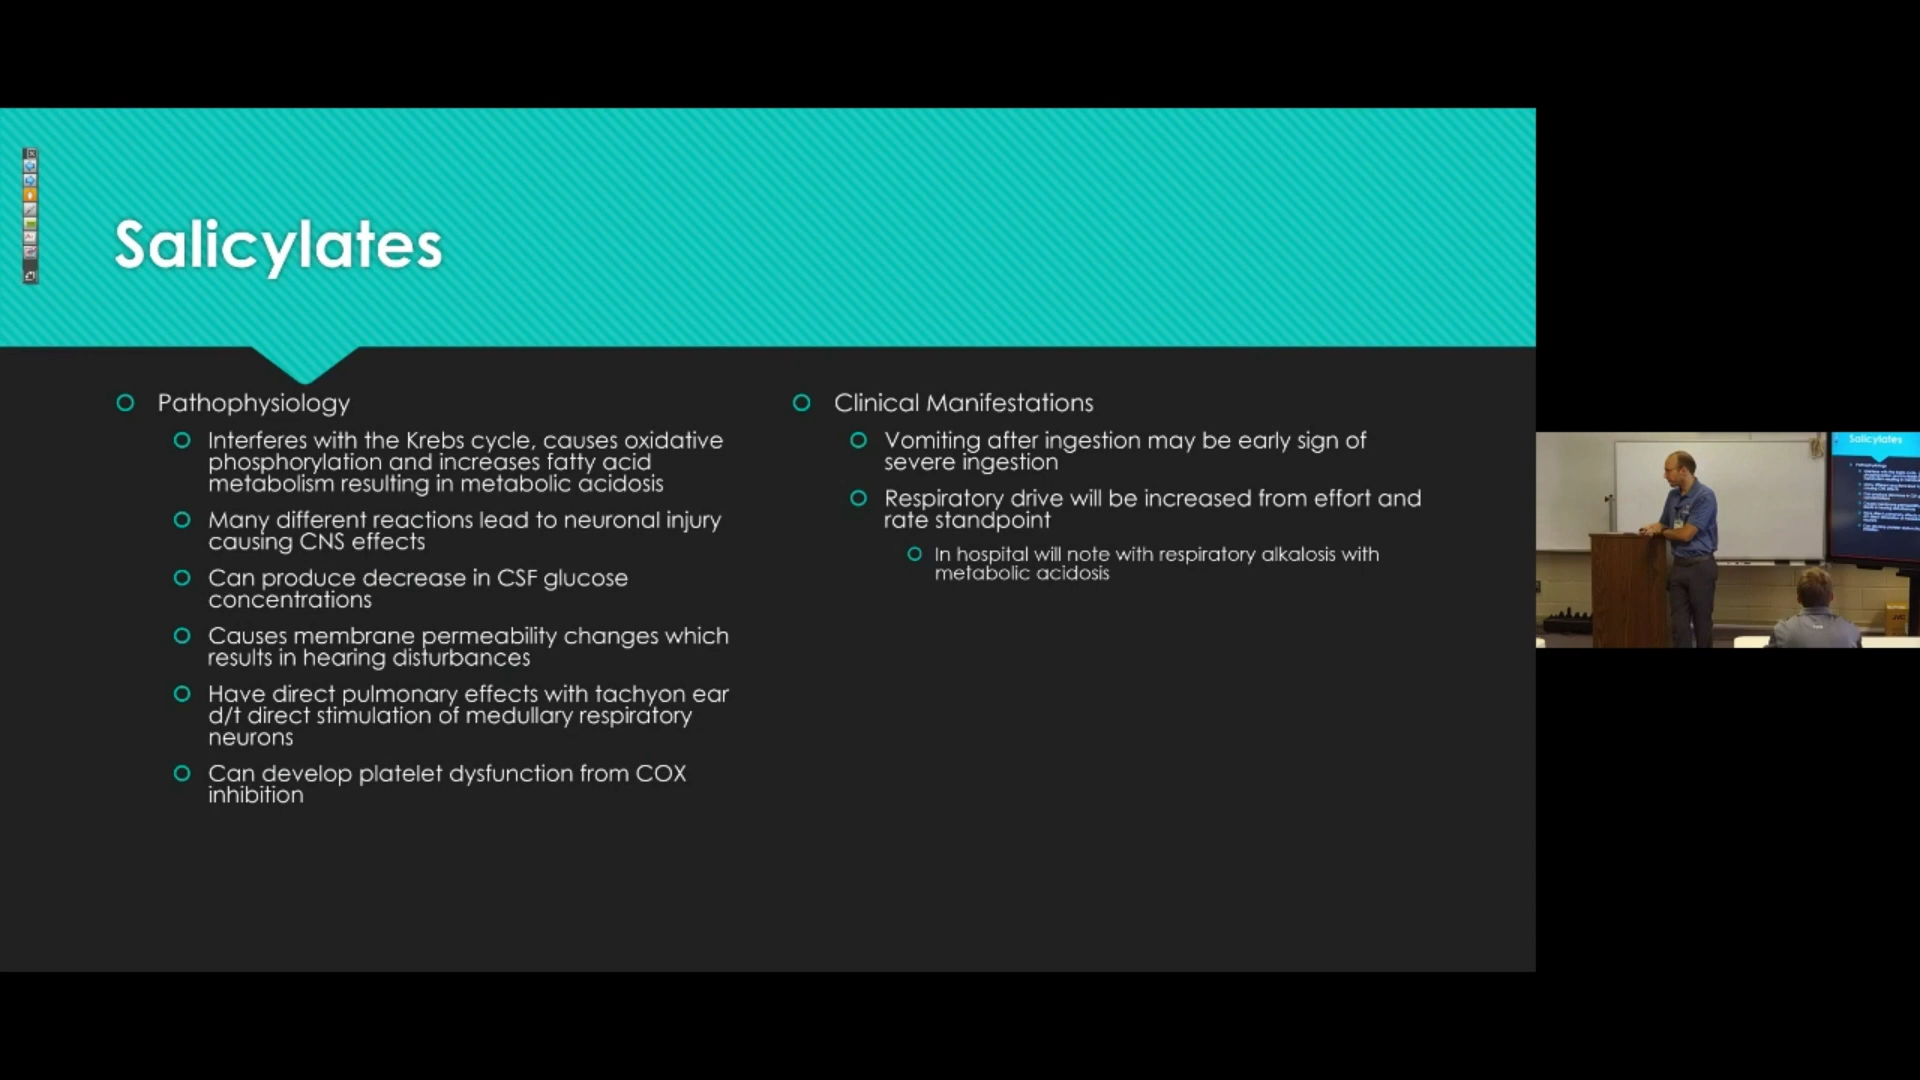 Salicylates
Pathophysiology
Interferes with the Krebs cycle, causes oxidative
phosphorylation and increases fatty acid
metabolism resulting in metabolic acidosis
Many different reactions lead to neuronal injury
causing CNS effects
Can produce decrease in CSF glucose
concentrations
Causes membrane permeability changes which
results in hearing disturbances
Have direct pulmonary effects with tachyon ear
d/t direct stimulation of medullary respiratory
neurons
Can develop platelet dysfunction from COX
inhibition
Clinical Manifestations
Vomiting after ingestion may be early sign of
severe ingestion
Respiratory drive will be increased from effort and
rate standpoint
In hospital will note with respiratory alkalosis with
metabolic acidosis
Salicylates